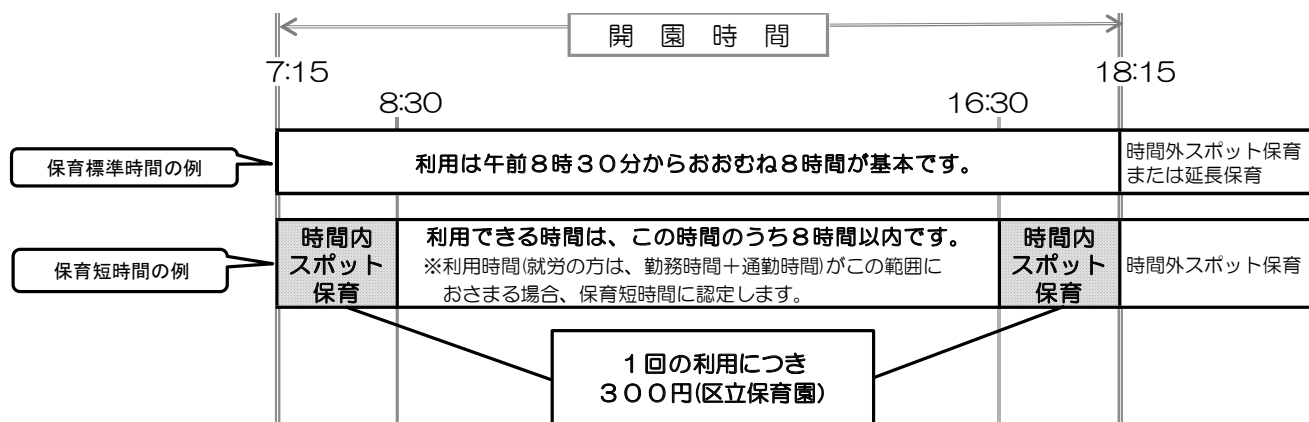 開園時間
7:15
18:15
8:30
16:30
保育標準時間の例
利用は午前８時３０分からおおむね８時間が基本です。
時間外スポット保育
または延長保育
保育短時間の例
時間内
スポット
保育
利用できる時間は、この時間のうち８時間以内です。
※利用時間(就労の方は、勤務時間＋通勤時間)がこの範囲に
おさまる場合、保育短時間に認定します。
時間内
スポット
保育
時間外スポット保育
１回の利用につき
３００円(区立保育園)